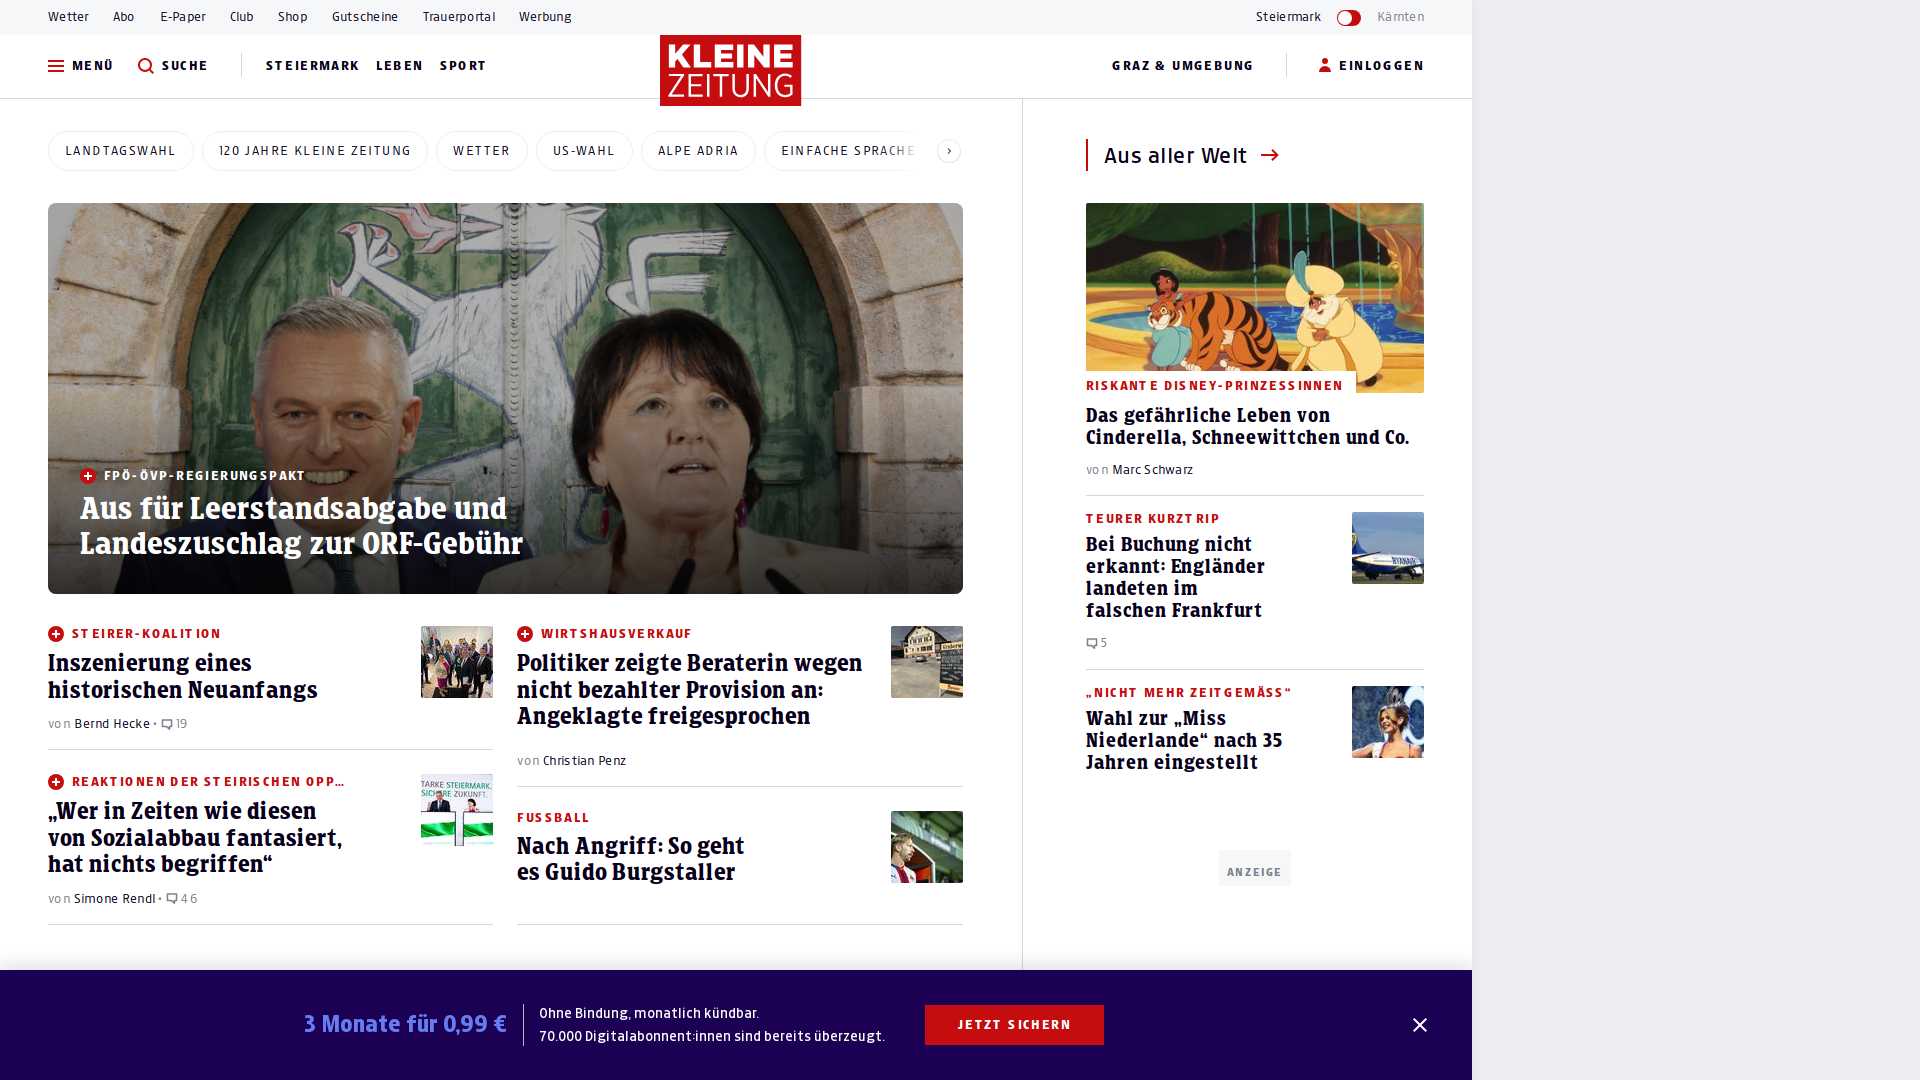 Wetter Abo E-Paper Club Shop Gutscheine Trauerportal Werbung Steiermark Kärnten
MENÜ SUCHE STEIERMARK LEBEN SPORT
KLEINE
ZEITUNG
GRAZ & UMGEBUNG EINLOGGEN
LANDTAGSWAHL 120 JAHRE KLEINE ZEITUNG WETTER US-WAHL ALPE ADRIA EINFACHE SPRACHE
FPÖ-ÖVP-REGIERUNGSPAKT
Aus für Leerstandsabgabe und
Landeszuschlag zur ORF-Gebühr
STEIRER-KOALITION
Inszenierung eines
historischen Neuanfangs
von Bernd Hecke • 19
REAKTIONEN DER STEIRISCHEN OPP...
„Wer in Zeiten wie diesen
von Sozialabbau fantasiert,
hat nichts begriffen“
von Simone Rendl • 46
TARKE STEIERMARK.
SICHERE ZUKUNFT.
WIRTSHAUSVERKAUF
Politiker zeigte Beraterin wegen
nicht bezahlter Provision an:
Angeklagte freigesprochen
von Christian Penz
FUSSBALL
Nach Angriff: So geht
es Guido Burgstaller
Aus aller Welt
RISKANTE DISNEY-PRINZESSINNEN
Das gefährliche Leben von
Cinderella, Schneewittchen und Co.
von Marc Schwarz
TEURER KURZTRIP
Bei Buchung nicht
erkannt: Engländer
landeten im
falschen Frankfurt
5
RYANAIR
„NICHT MEHR ZEITGEMÄSS“
Wahl zur „Miss
Niederlande“ nach 35
Jahren eingestellt
ANZEIGE
3 Monate für 0,99 €
Ohne Bindung, monatlich kündbar.
70.000 Digitalabonnent:innen sind bereits überzeugt.
JETZT SICHERN